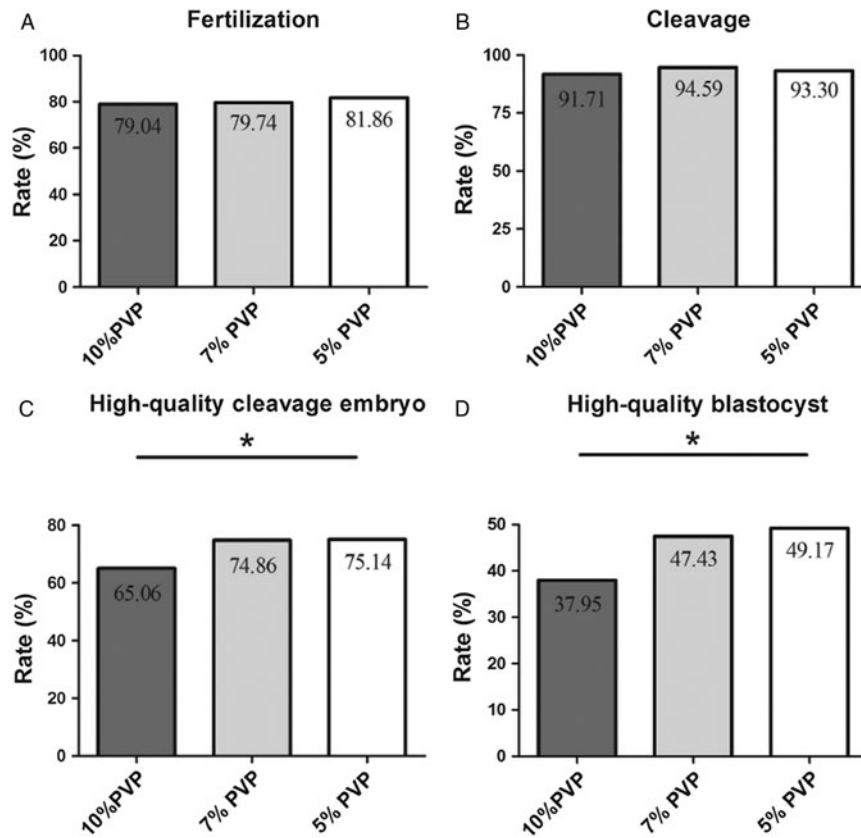 A
Fertilization
Rate (%)
100
80
60
40
20
0
79.04
79.74
81.86
10%PVP
7% PVP
5% PVP
B
Cleavage
Rate (%)
100
75
50
25
0
91.71
94.59
93.30
10%PVP
7% PVP
5% PVP
C
High-quality cleavage embryo
*
Rate (%)
80
60
40
20
0
65.06
74.86
75.14
10%PVP
7% PVP
5% PVP
D
High-quality blastocyst
*
Rate (%)
50
40
30
20
10
0
37.95
47.43
49.17
10%PVP
7% PVP
5% PVP